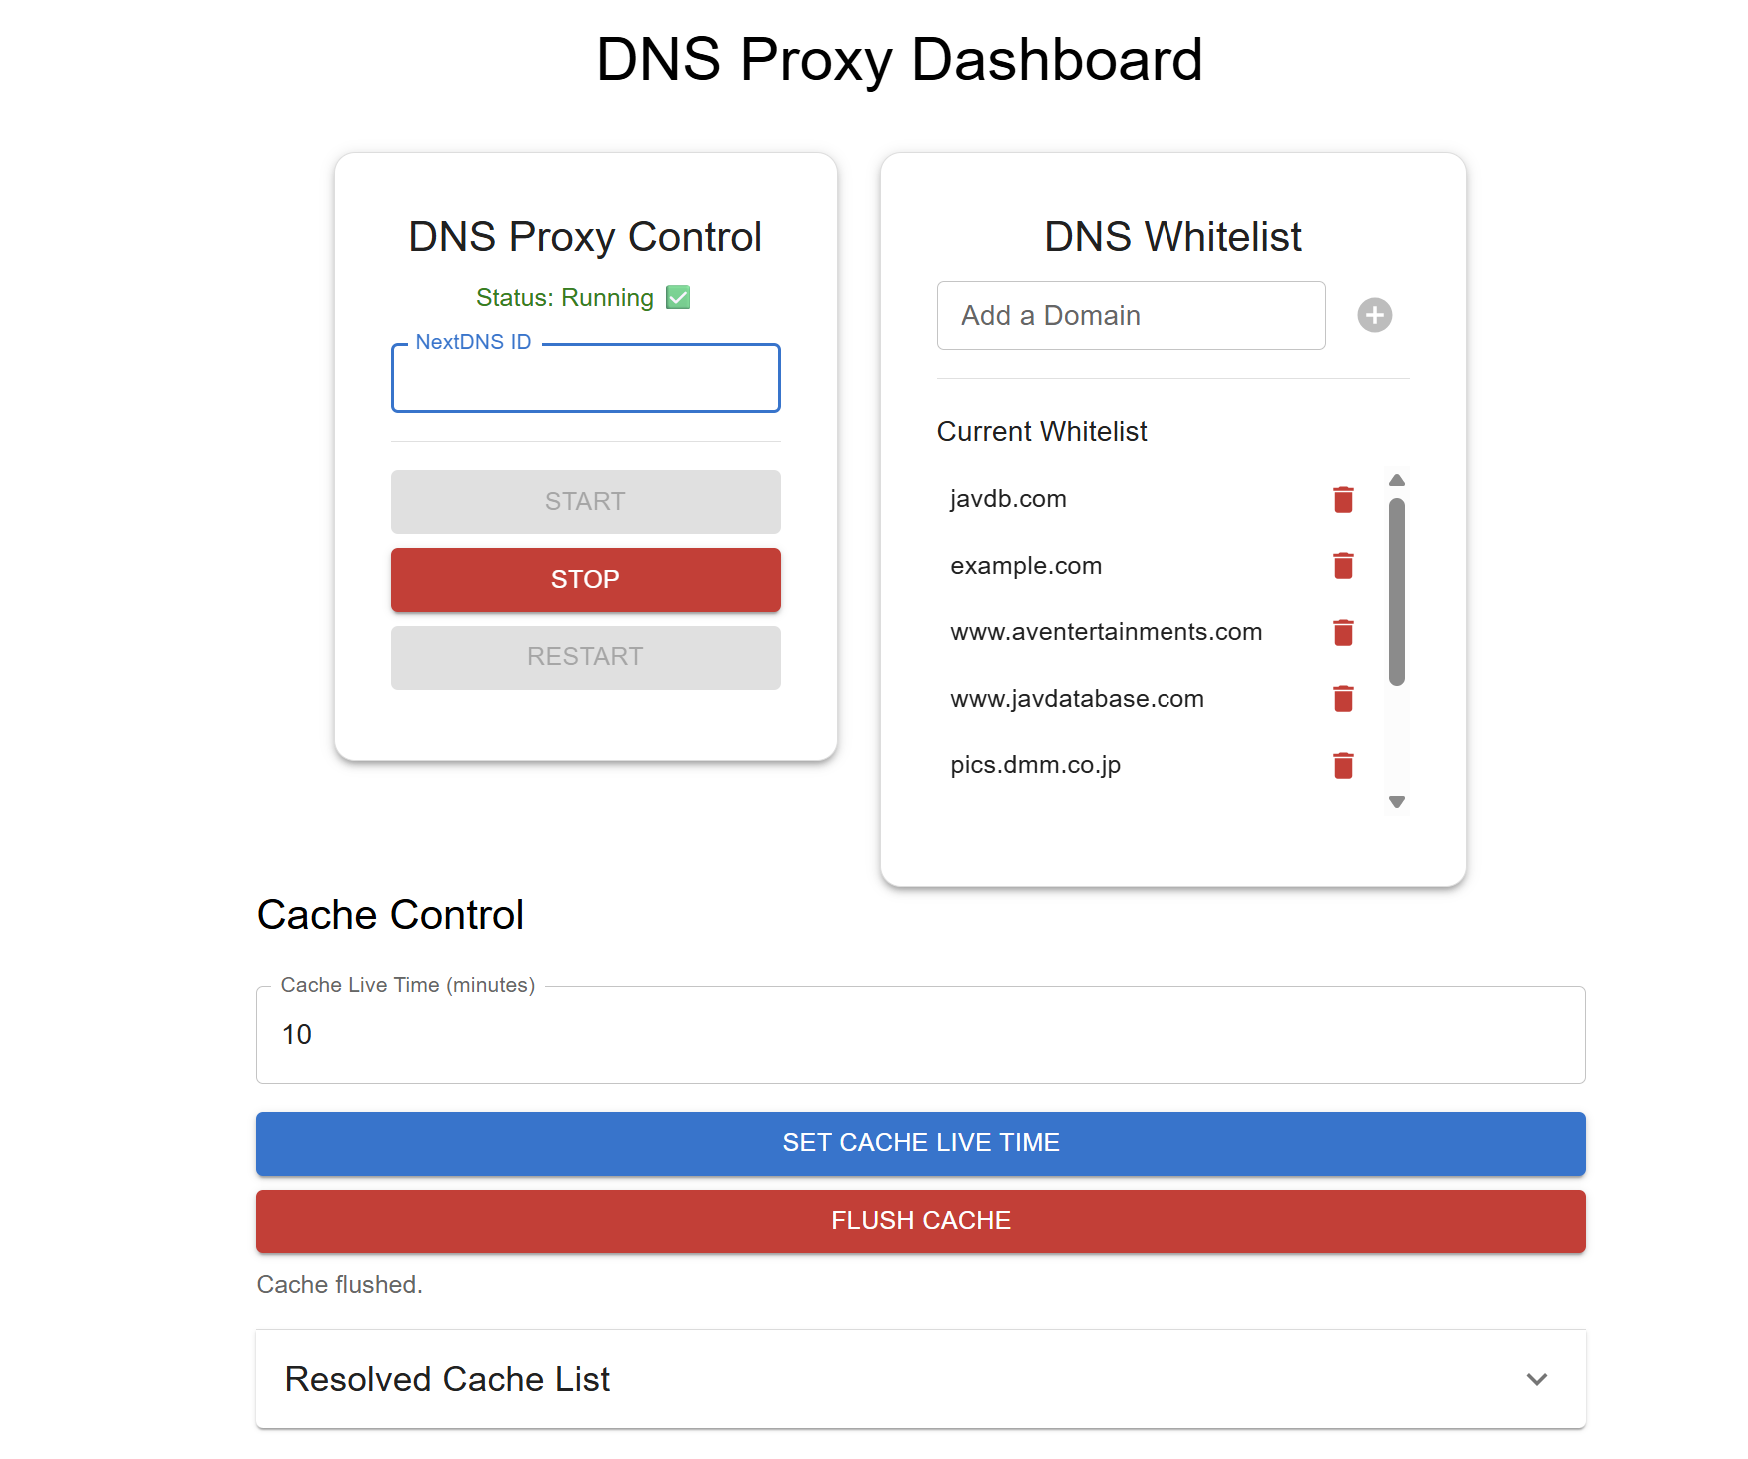 DNS Proxy Dashboard
DNS Proxy Control
Status: Running
NextDNS ID
START
STOP
RESTART
DNS Whitelist
Add a Domain
Current Whitelist
javdb.com
example.com
www.aventertainments.com
www.javdatabase.com
pics.dmm.co.jp
Cache Control
Cache Live Time (minutes)
10
SET CACHE LIVE TIME
FLUSH CACHE
Cache flushed.
Resolved Cache List